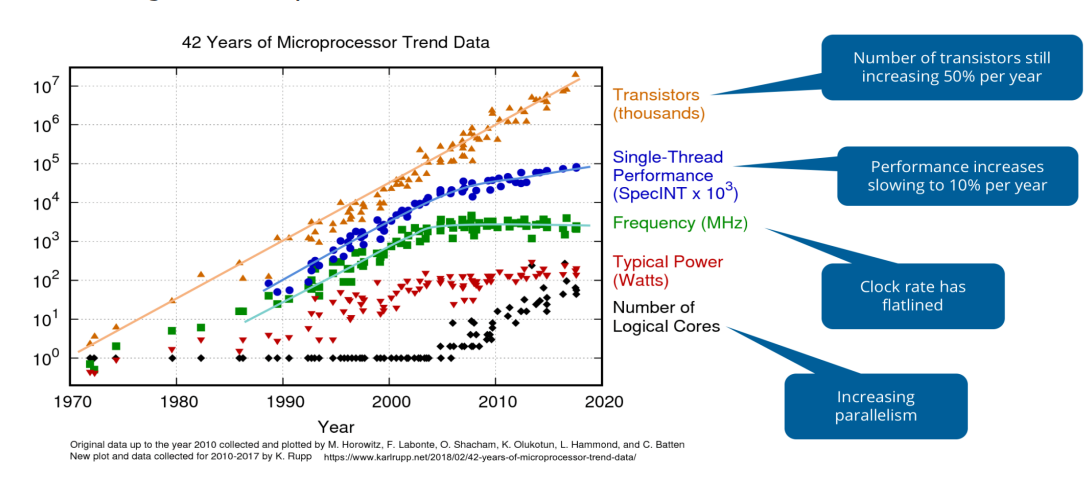 42 Years of Microprocessor Trend Data
10^7
10^6
10^5
10^4
10^3
10^2
10^1
10^0
1970
1980
1990
2000
2010
2020
Year
Transistors
(thousands)
Single-Thread
Performance
(SpecINT x 10^3)
Frequency (MHz)
Typical Power
(Watts)
Number of
Logical Cores
Number of transistors still
increasing 50% per year
Performance increases
slowing to 10% per year
Clock rate has
flatlined
Increasing
parallelism
Original data up to the year 2010 collected and plotted by M. Horowitz, F. Labonte, O. Shacham, K. Olukotun, L. Hammond, and C. Batten
New plot and data collected for 2010-2017 by K. Rupp https://www.karlrupp.net/2018/02/42-years-of-microprocessor-trend-data/